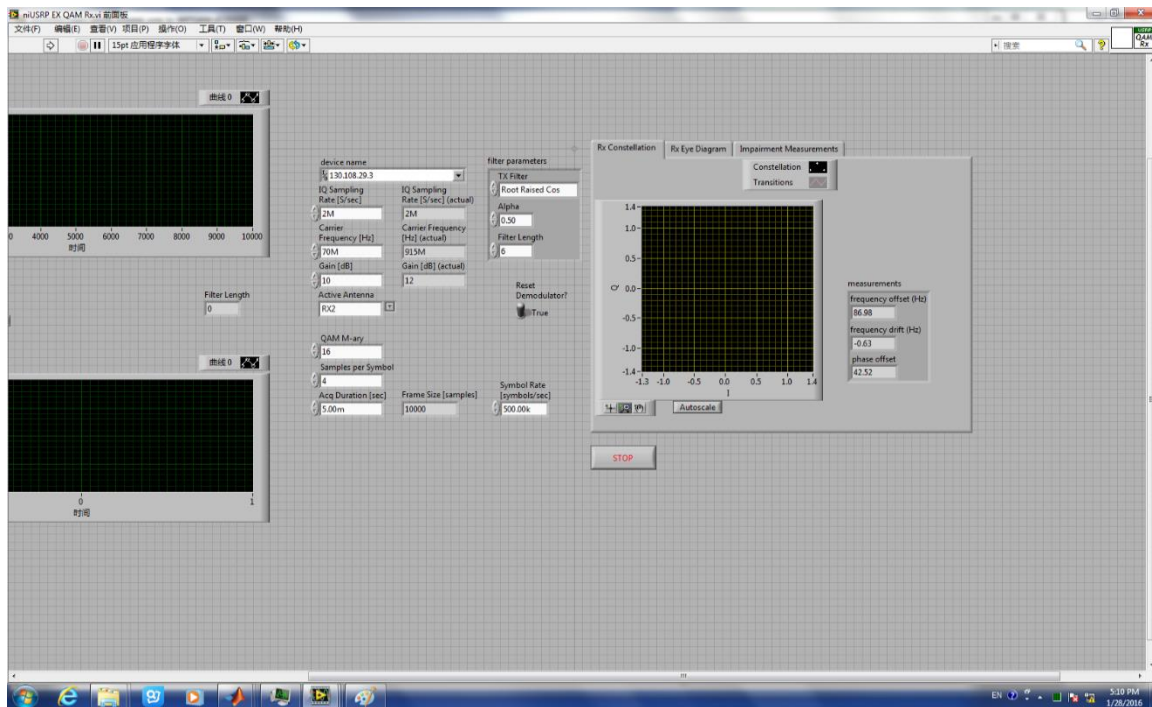 niUSRP EX QAM Rx.vi 前面板
文件(F) 编辑(E) 查看(V) 项目(P) 操作(O) 工具(T) 窗口(W) 帮助(H)
15pt 应用程序字体
搜索
USRP
QAM
Rx
曲线 0
4000 5000 6000 7000 8000 9000 10000
时间
Filter Length
0
曲线 0
0 1
时间
device name
130.108.29.3
IQ Sampling
Rate [S/sec]
2M
IQ Sampling
Rate [S/sec] (actual)
2M
Carrier
Frequency [Hz]
70M
Carrier Frequency
[Hz] (actual)
915M
Gain [dB]
10
Gain [dB] (actual)
12
Active Antenna
RX2
QAM M-ary
16
Samples per Symbol
4
Acq Duration [sec]
5.00m
Frame Size [samples]
10000
filter parameters
TX Filter
Root Raised Cos
Alpha
0.50
Filter Length
6
Reset
Demodulator?
True
Symbol Rate
[symbols/sec]
500.00k
Rx Constellation Rx Eye Diagram Impairment Measurements
Constellation
Transitions
1.4
1.0
0.5
0.0
-0.5
-1.0
-1.4
Q
-1.3 -1.0 -0.5 0.0 0.5 1.0 1.4
I
Autoscale
measurements
frequency offset (Hz)
86.98
frequency drift (Hz)
-0.63
phase offset
42.52
STOP
EN
5:10 PM
1/28/2016